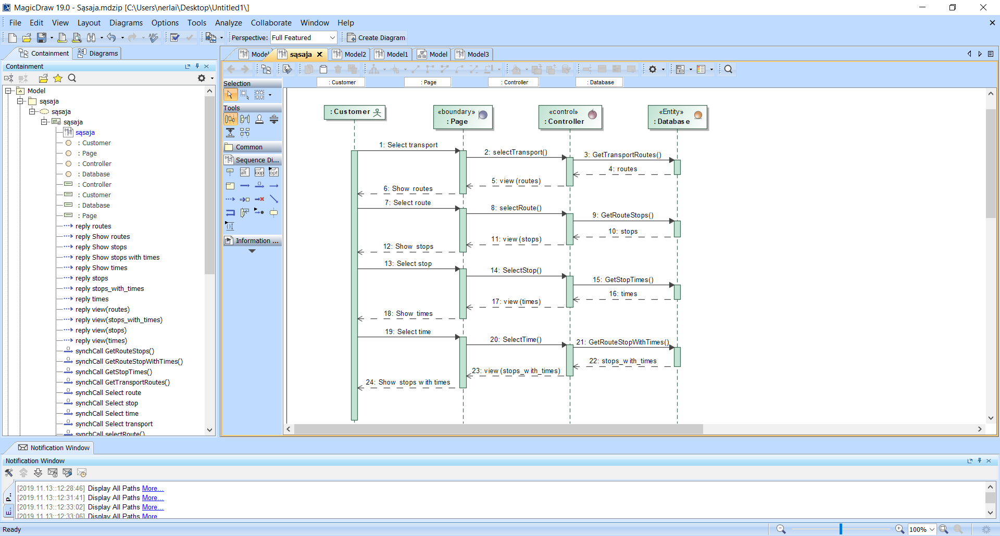 MagicDraw 19.0 - Sąsaja.mdzip [C:\Users\nerlai\Desktop\Untitled1\]
File Edit View Layout Diagrams Options Tools Analyze Collaborate Window Help
Perspective: Full Featured Create Diagram
Containment Diagrams
Containment
Model
sąsaja
sąsaja
sąsaja
sąsaja
: Customer
: Page
: Controller
: Database
: Controller
: Customer
: Database
: Page
reply routes
reply Show routes
reply Show stops
reply Show stops with times
reply Show times
reply stops
reply stops_with_times
reply times
reply view(routes)
reply view(stops_with_times)
reply view(stops)
reply view(times)
synchCall GetRouteStops()
synchCall GetRouteStopWithTimes()
synchCall GetStopTimes()
synchCall GetTransportRoutes()
synchCall Select route
synchCall Select stop
synchCall Select time
synchCall Select transport
synchCall selectRoute()
Model sąsaja Model2 Model1 Model Model3
Selection
Tools
Common
Sequence Di...
alt loop opt
Information ...
: Customer : Page : Controller : Database
: Customer
«boundary»
: Page
«control»
: Controller
«Entity»
: Database
1: Select transport
2: selectTransport()
3: GetTransportRoutes()
4: routes
5: view (routes)
6: Show routes
7: Select route
8: selectRoute()
9: GetRouteStops()
10: stops
11: view (stops)
12: Show stops
13: Select stop
14: SelectStop()
15: GetStopTimes()
16: times
17: view (times)
18: Show times
19: Select time
20: SelectTime()
21: GetRouteStopWithTimes()
22: stops_with_times
23: view (stops_with_times)
24: Show stops with times
Notification Window
Notification Window
P..
E:
[2019.11.13::12:28:46] Display All Paths More...
[2019.11.13::12:31:41] Display All Paths More...
[2019.11.13::12:33:02] Display All Paths More...
[2019.11.13::12:33:06] Display All Paths More
Ready
100%